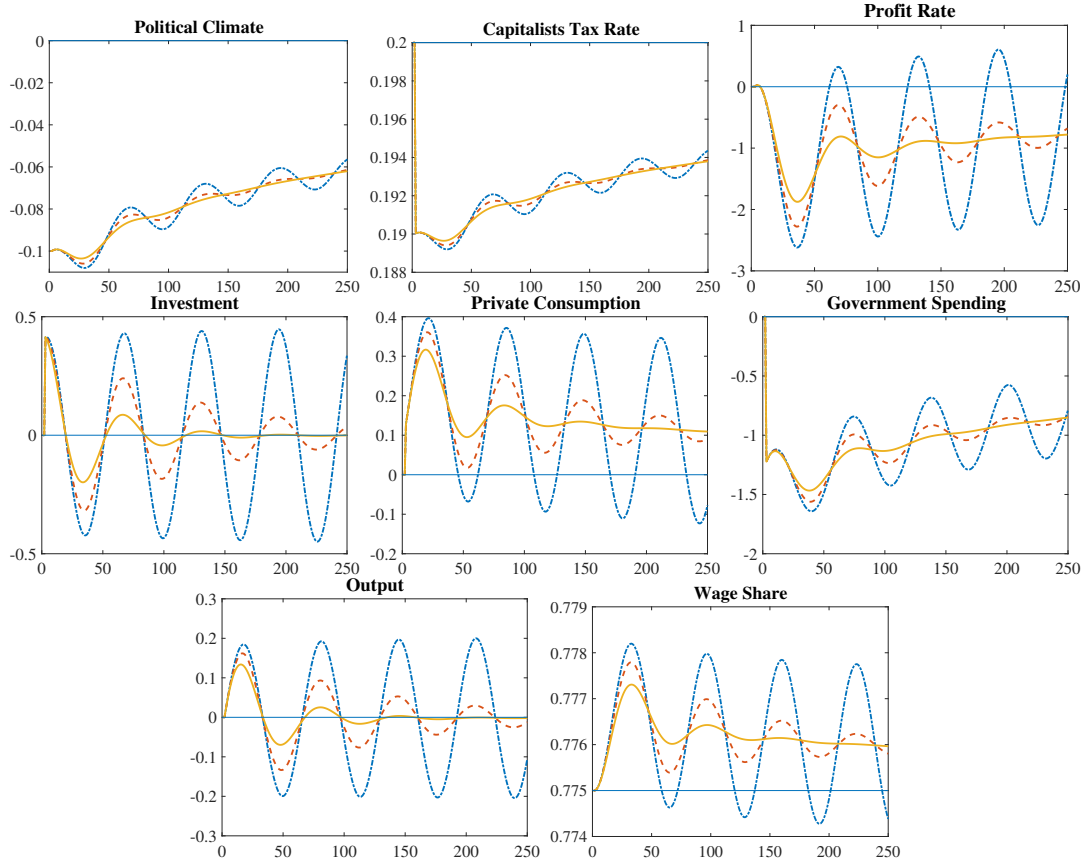 Political Climate
0
-0.02
-0.04
-0.06
-0.08
-0.1
0 50 100 150 200 250
Capitalists Tax Rate
0.2
0.198
0.196
0.194
0.192
0.19
0.188
0 50 100 150 200 250
Profit Rate
1
0
-1
-2
-3
0 50 100 150 200 250
Investment
0.5
0
-0.5
0 50 100 150 200 250
Private Consumption
0.4
0.3
0.2
0.1
0
-0.1
-0.2
0 50 100 150 200 250
Government Spending
0
-0.5
-1
-1.5
-2
0 50 100 150 200 250
Output
0.3
0.2
0.1
0
-0.1
-0.2
-0.3
0 50 100 150 200 250
Wage Share
0.779
0.778
0.777
0.776
0.775
0.774
0 50 100 150 200 250